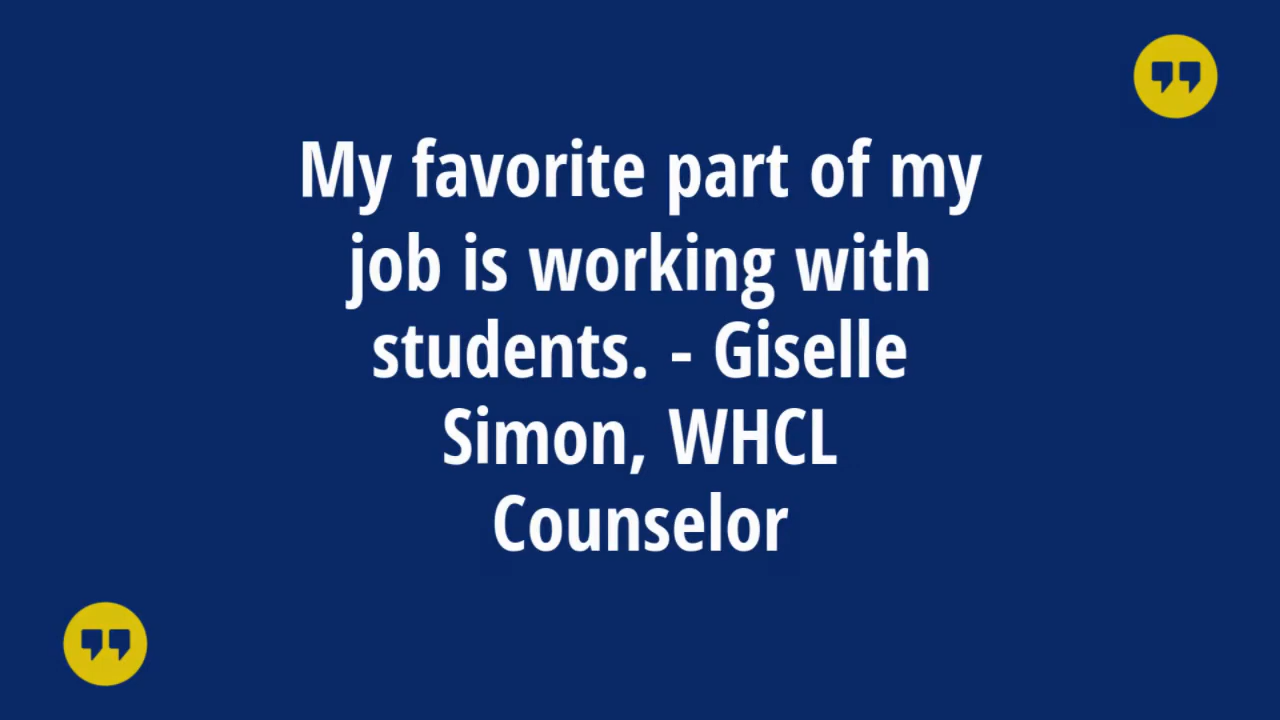 My favorite part of my
job is working with
students. - Giselle
Simon, WHCL
Counselor